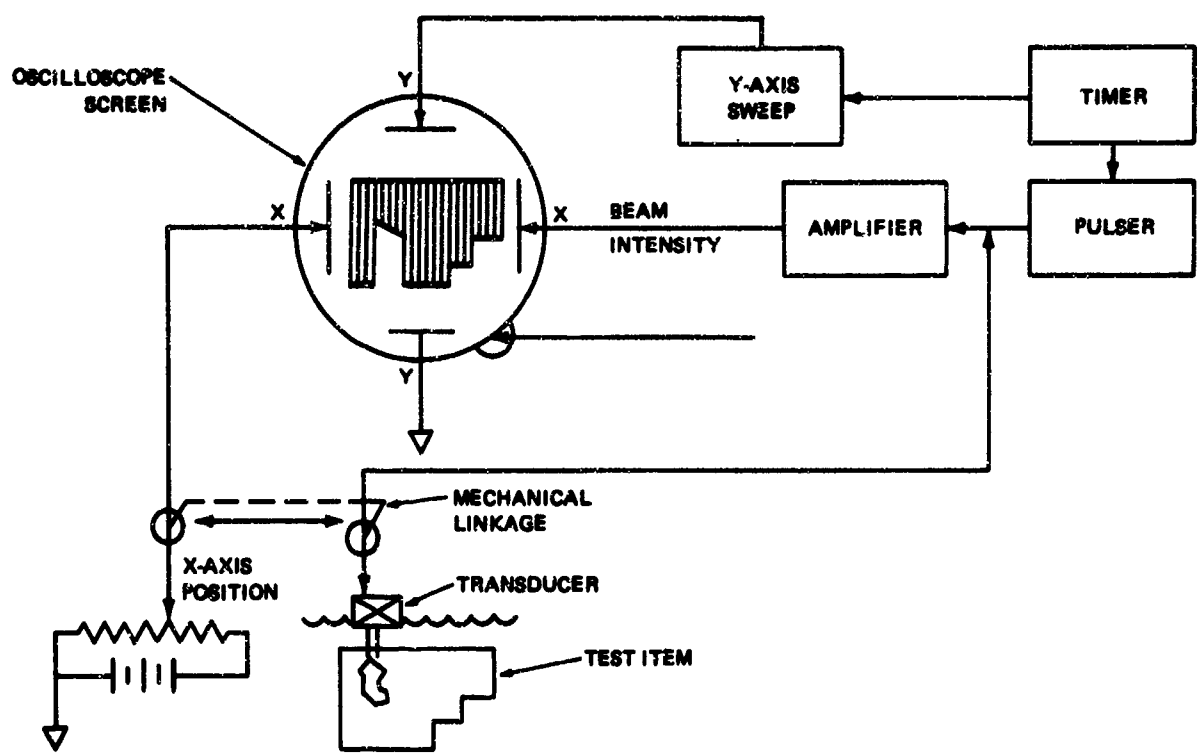 OSCILLOSCOPE
SCREEN
Y
Y-AXIS
SWEEP
TIMER
X
X
BEAM
INTENSITY
AMPLIFIER
PULSER
Y
MECHANICAL
LINKAGE
X-AXIS
POSITION
TRANSDUCER
TEST ITEM